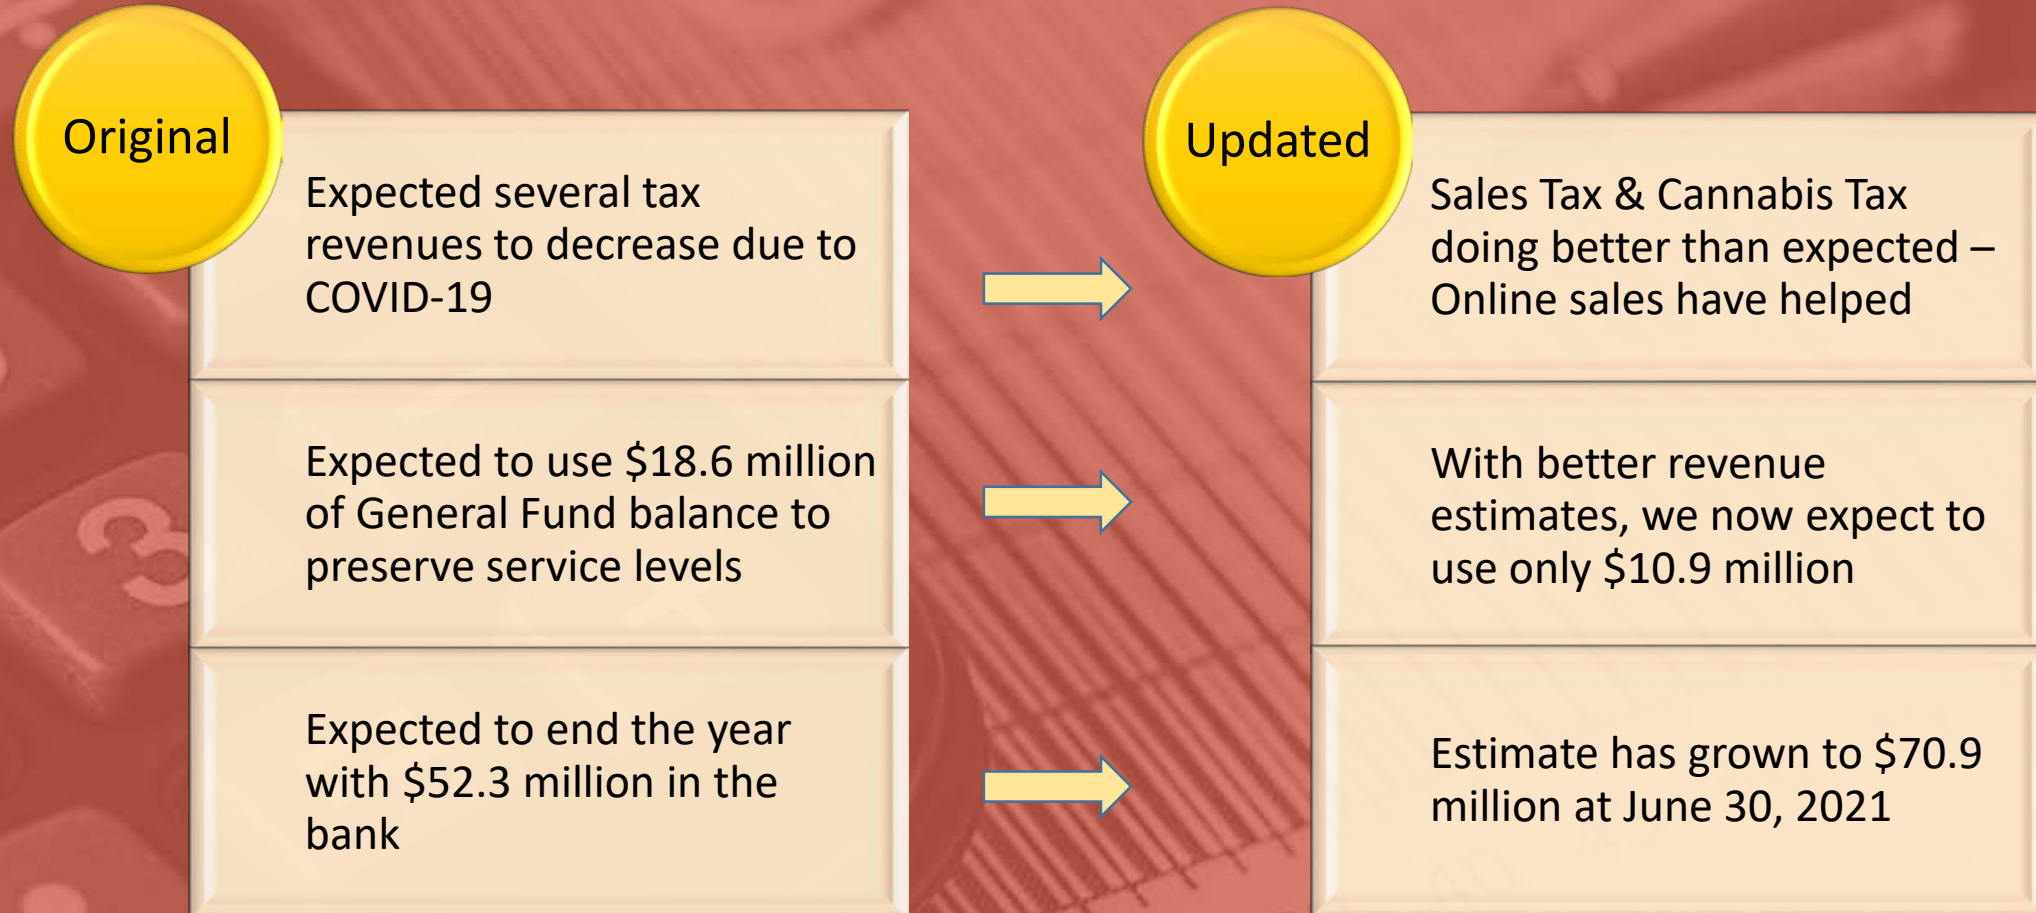 Original
Expected several tax
revenues to decrease due to
COVID-19
Expected to use $18.6 million
of General Fund balance to
preserve service levels
Expected to end the year
with $52.3 million in the
bank
Updated
Sales Tax & Cannabis Tax
doing better than expected –
Online sales have helped
With better revenue
estimates, we now expect to
use only $10.9 million
Estimate has grown to $70.9
million at June 30, 2021
3